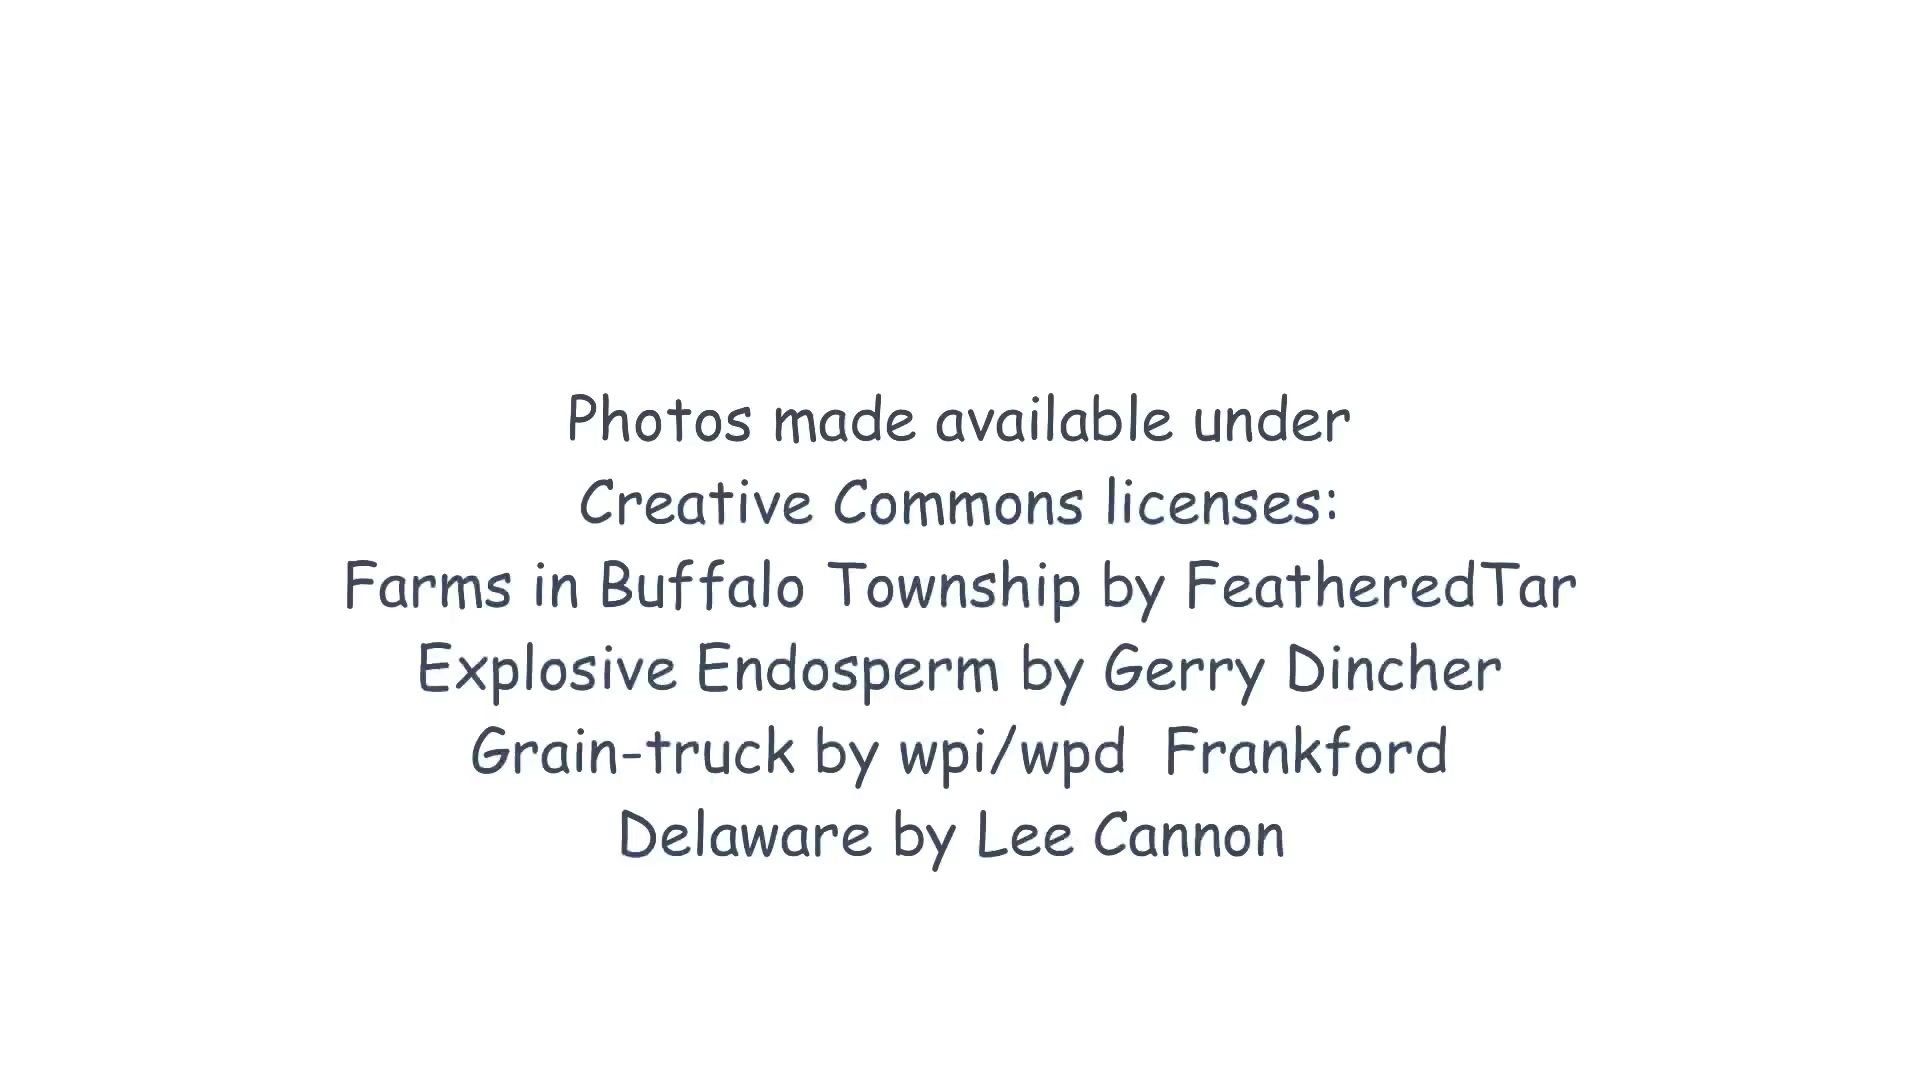 Photos made available under
Creative Commons licenses:
Farms in Buffalo Township by FeatheredTar
Explosive Endosperm by Gerry Dincher
Grain-truck by wpi/wpd  Frankford
Delaware by Lee Cannon